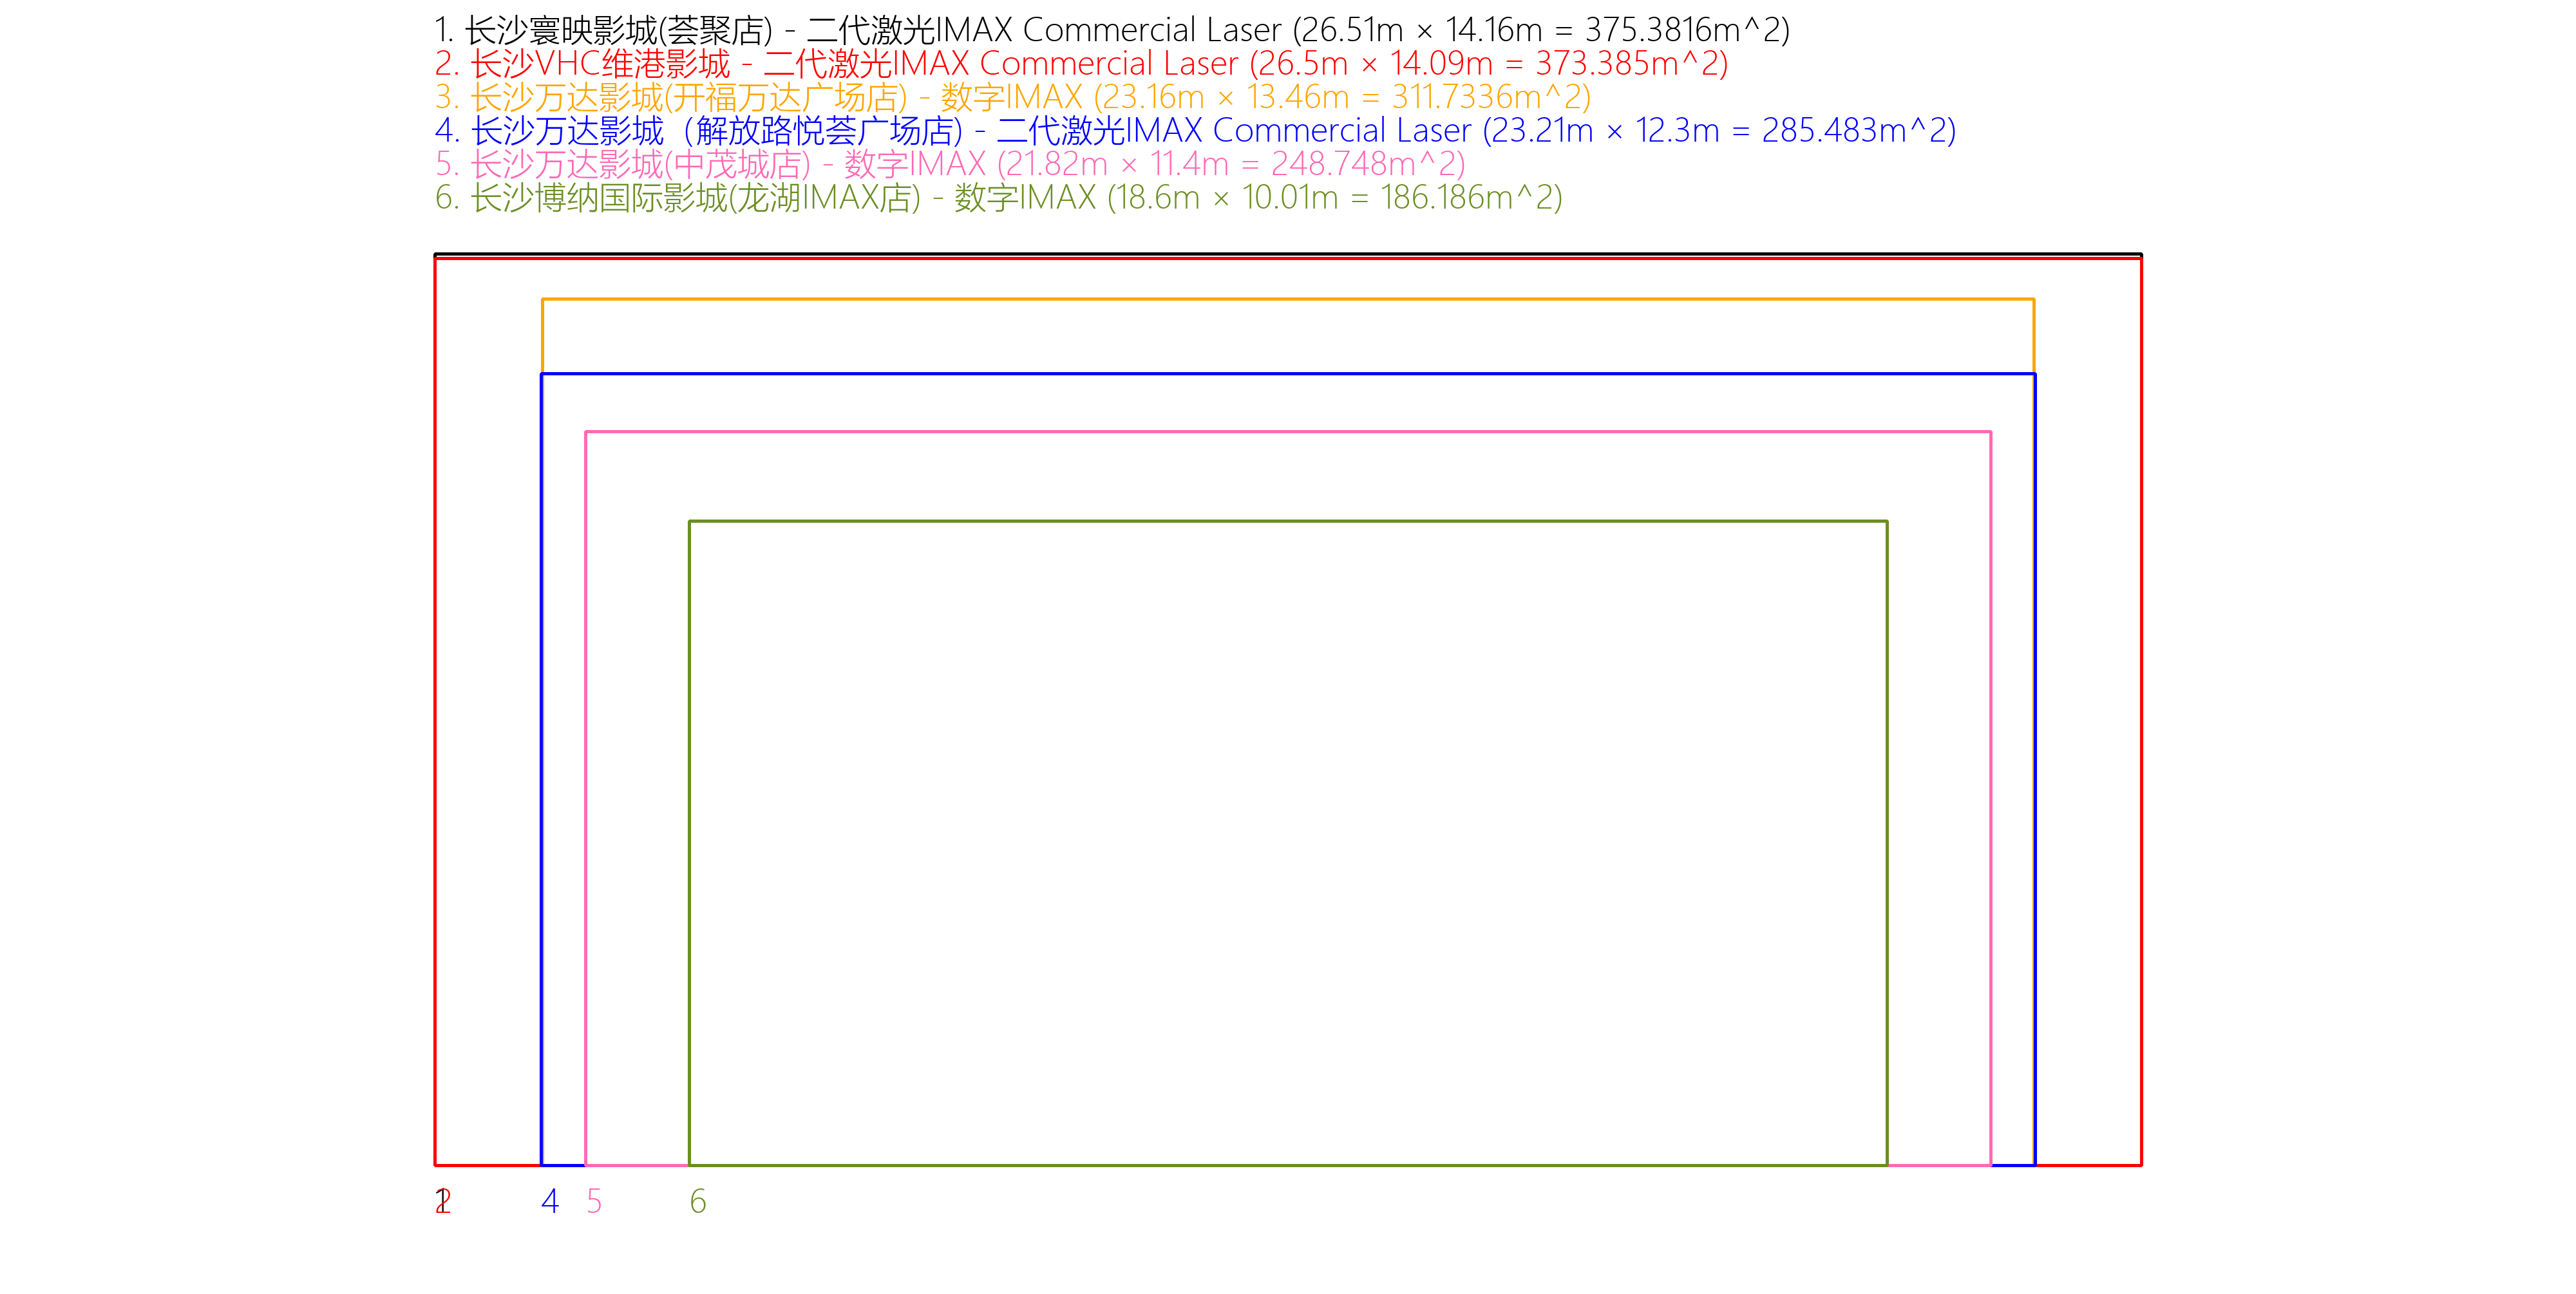 1. 长沙寰映影城(荟聚店) - 二代激光IMAX Commercial Laser (26.51m × 14.16m = 375.3816m^2)
2. 长沙VHC维港影城 - 二代激光IMAX Commercial Laser (26.5m × 14.09m = 373.385m^2)
3. 长沙万达影城(开福万达广场店) - 数字IMAX (23.16m × 13.46m = 311.7336m^2)
4. 长沙万达影城（解放路悦荟广场店) - 二代激光IMAX Commercial Laser (23.21m × 12.3m = 285.483m^2)
5. 长沙万达影城(中茂城店) - 数字IMAX (21.82m × 11.4m = 248.748m^2)
6. 长沙博纳国际影城(龙湖IMAX店) - 数字IMAX (18.6m × 10.01m = 186.186m^2)
1 2 4 5 6